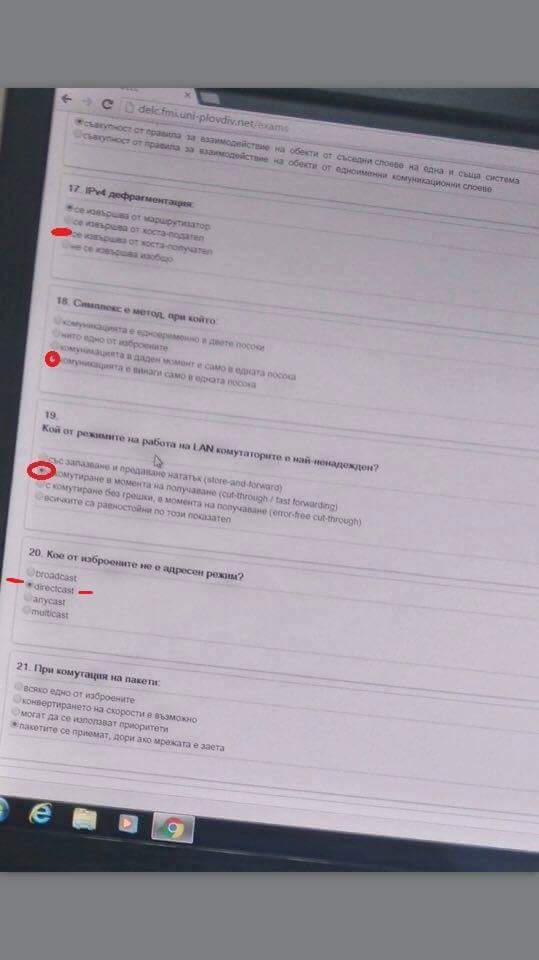 delc.fmi.uni-plovdiv.net/exams
съвкупност от правила за взаимодействие на обекти от съседни слоеве на една и съща система
съвкупност от правила за взаимодействие на обекти от едноименни комуникационни слоеве
17. IPv4 дефрагментация:
се извършва от маршрутизатор
се извършва от хоста-подател
се извършва от хоста-получател
не се извършва изобщо
18. Симплекс е метод, при който:
комуникацията е едновременно в двете посоки
нито едно от изброените
комуникацията в даден момент е само в едната посока
комуникацията е винаги само в едната посока
19.
Кой от режимите на работа на LAN комутаторите е най-ненадежден?
със запазване и предаване нататък (store-and-forward)
с комутиране в момента на получаване (cut-through / fast forwarding)
с комутиране без грешки, в момента на получаване (error-free cut-through)
всичките са равностойни по този показател
20. Кое от изброените не е адресен режим?
broadcast
directcast
anycast
multicast
21. При комутация на пакети:
всяко едно от изброените
конвертирането на скорости е възможно
могат да се използват приоритети
пакетите се приемат, дори ако мрежата е заета